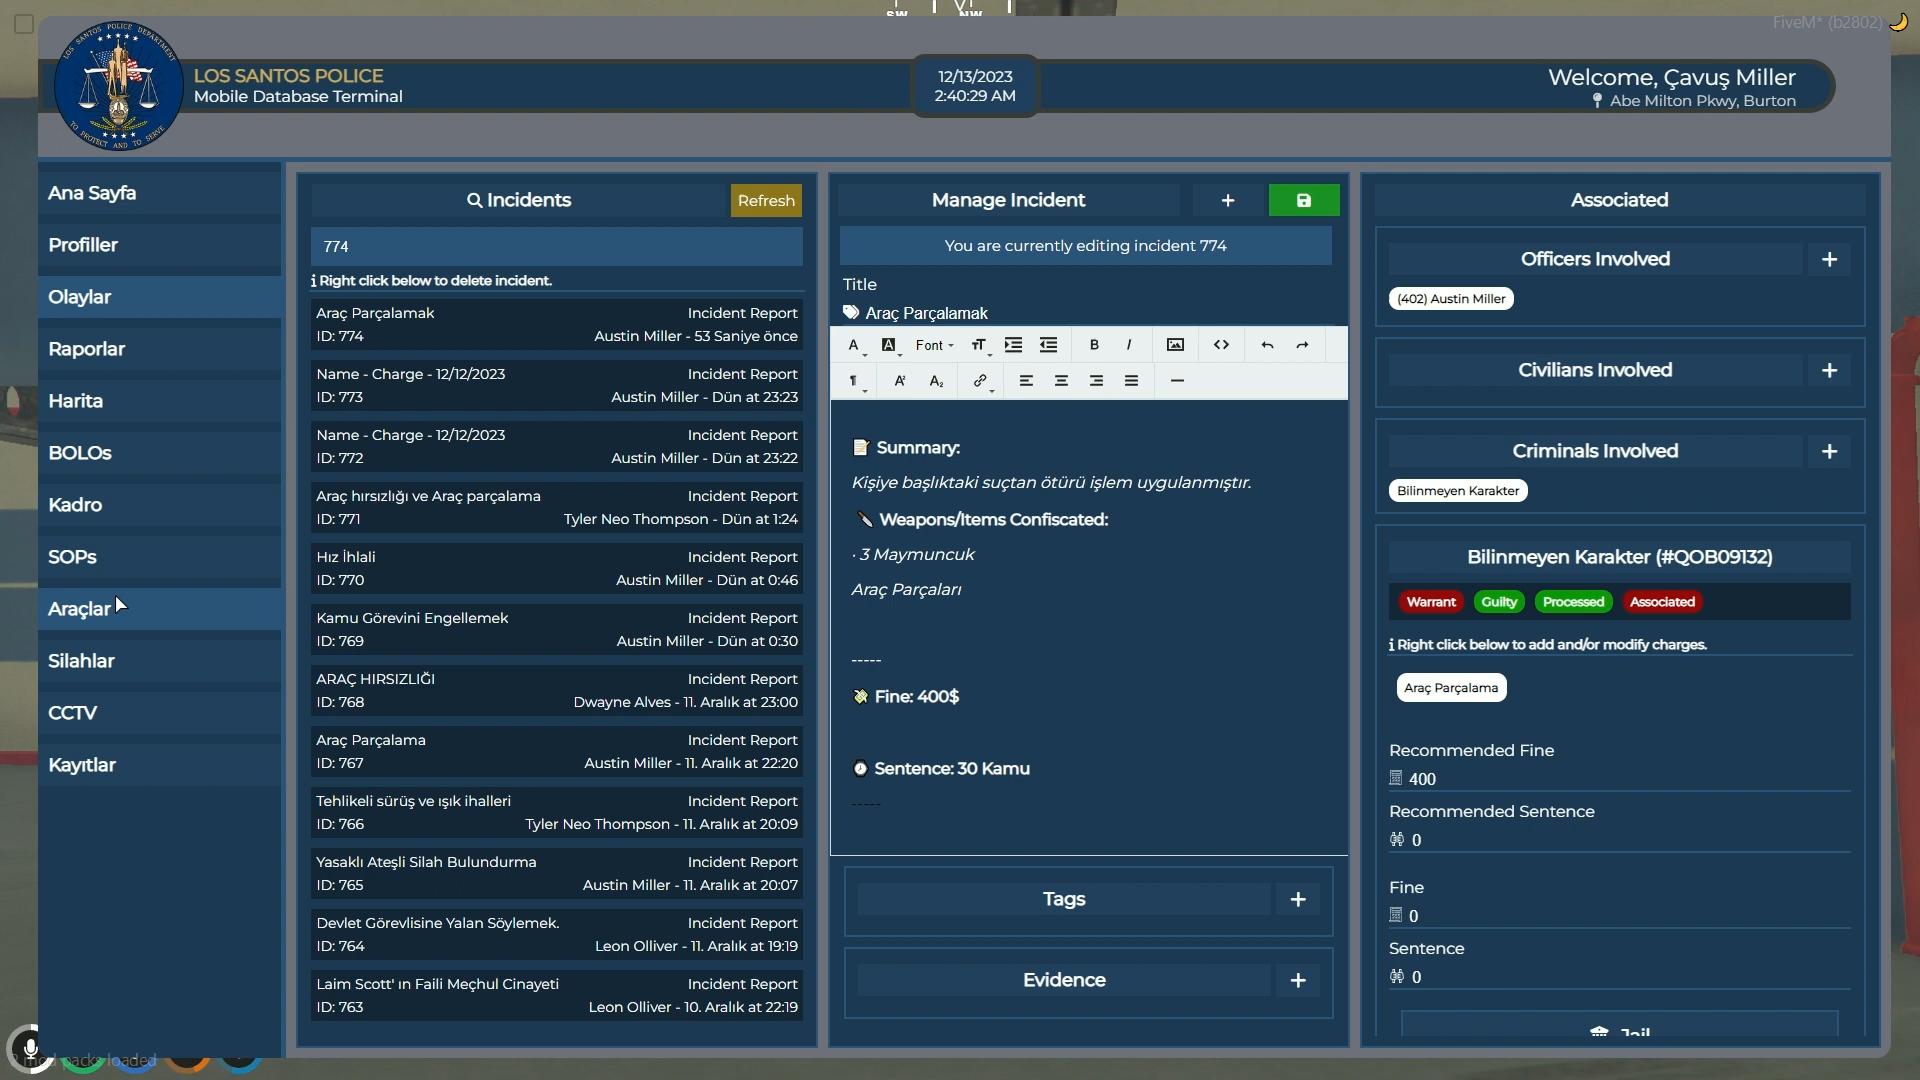 SW
NW
FiveM* (b2802)
LOS SANTOS POLICE DEPARTMENT
TO PROTECT AND TO SERVE
LOS SANTOS POLICE
Mobile Database Terminal
12/13/2023
2:40:29 AM
Welcome, Çavuş Miller
Abe Milton Pkwy, Burton
Ana Sayfa
Profiller
Olaylar
Raporlar
Harita
BOLOs
Kadro
SOPs
Araçlar
Silahlar
CCTV
Kayıtlar
Incidents
Refresh
774
Right click below to delete incident.
Araç Parçalamak Incident Report
ID: 774 Austin Miller - 53 Saniye önce
Name - Charge - 12/12/2023 Incident Report
ID: 773 Austin Miller - Dün at 23:23
Name - Charge - 12/12/2023 Incident Report
ID: 772 Austin Miller - Dün at 23:22
Araç hırsızlığı ve Araç parçalama Incident Report
ID: 771 Tyler Neo Thompson - Dün at 1:24
Hız İhlali Incident Report
ID: 770 Austin Miller - Dün at 0:46
Kamu Görevini Engellemek Incident Report
ID: 769 Austin Miller - Dün at 0:30
ARAÇ HIRSIZLIĞI Incident Report
ID: 768 Dwayne Alves - 11. Aralık at 23:00
Araç Parçalama Incident Report
ID: 767 Austin Miller - 11. Aralık at 22:20
Tehlikeli sürüş ve ışık ihalleri Incident Report
ID: 766 Tyler Neo Thompson - 11. Aralık at 20:09
Yasaklı Ateşli Silah Bulundurma Incident Report
ID: 765 Austin Miller - 11. Aralık at 20:07
Devlet Görevlisine Yalan Söylemek. Incident Report
ID: 764 Leon Olliver - 11. Aralık at 19:19
Laim Scott' ın Faili Meçhul Cinayeti Incident Report
ID: 763 Leon Olliver - 10. Aralık at 22:19
Manage Incident
You are currently editing incident 774
Title
Araç Parçalamak
Font
Summary:
Kişiye başlıktaki suçtan ötürü işlem uygulanmıştır.
Weapons/Items Confiscated:
· 3 Maymuncuk
Araç Parçaları
-----
Fine: 400$
Sentence: 30 Kamu
-----
Tags
Evidence
Associated
Officers Involved
(402) Austin Miller
Civilians Involved
Criminals Involved
Bilinmeyen Karakter
Bilinmeyen Karakter (#QOB09132)
Warrant Guilty Processed Associated
Right click below to add and/or modify charges.
Araç Parçalama
Recommended Fine
400
Recommended Sentence
0
Fine
0
Sentence
0
Jail
mod packs loaded